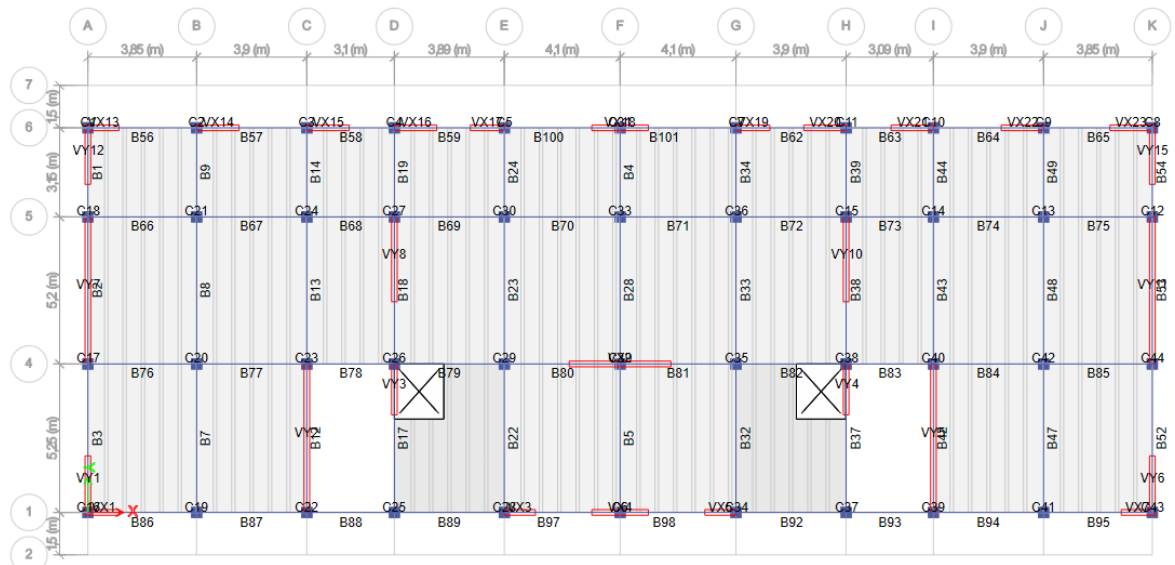 A B C D E F G H I J K
3,85 (m) 3,9 (m) 3,1 (m) 3,89 (m) 4,1 (m) 4,1 (m) 3,9 (m) 3,09 (m) 3,9 (m) 3,85 (m)
7
1,5 (m)
6
VX13 C2 VX14 C3 VX15 C4 VX16 VX17 C5 C7 VX19 VX20 C11 C10 VX22 C9 VX23 C8
B56 B57 B58 B59 B100 B101 B62 B63 B64 B65
VY12 VY15
3,15 (m)
B1 B9 B14 B19 B24 B4 B34 B39 B44 B49 B54
5
C18 C21 C24 C27 C30 C33 C36 C15 C14 C13 C12
B66 B67 B68 B69 B70 B71 B72 B73 B74 B75
VY8 VY10
5,2 (m)
B2 B8 B13 B18 B23 B28 B33 B38 B43 B48
4
C17 C20 C23 C26 C29 C35 C38 C40 C42 C44
B76 B77 B78 B79 B80 B81 B82 B83 B84 B85
VY3 VY4
5,25 (m)
B3 B7 B12 B17 B22 B5 B32 B37 B47 B52
VY1 VY6
1
C19 C22 C25 C37 C39 C41 C43
X
B86 B87 B88 B89 B97 B98 B92 B93 B94 B95
1,5 (m)
2